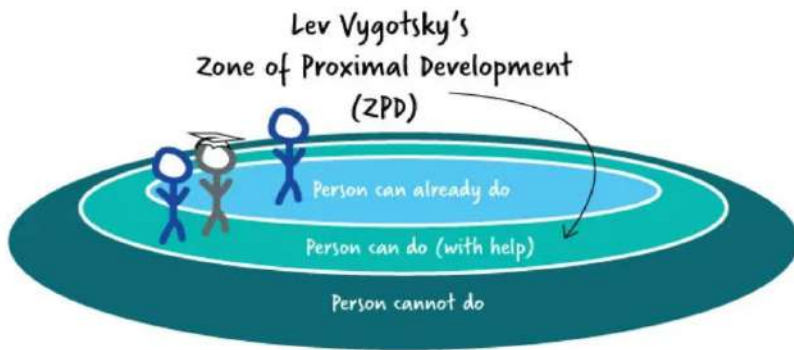 Lev Vygotsky's
Zone of Proximal Development
(ZPD)
Person can already do
Person can do (with help)
Person cannot do